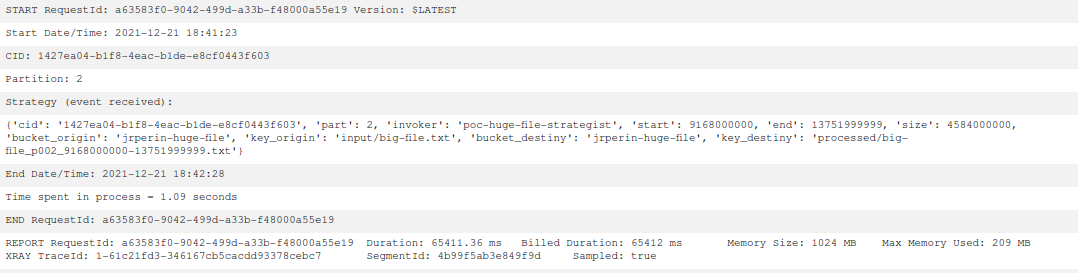 START RequestId: a63583f0-9042-499d-a33b-f48000a55e19 Version: $LATEST
Start Date/Time: 2021-12-21 18:41:23
CID: 1427ea04-b1f8-4eac-b1de-e8cf0443f603
Partition: 2
Strategy (event received):
{'cid': '1427ea04-b1f8-4eac-b1de-e8cf0443f603', 'part': 2, 'invoker': 'poc-huge-file-strategist', 'start': 9168000000, 'end': 13751999999, 'size': 4584000000,
'bucket_origin': 'jrperin-huge-file', 'key_origin': 'input/big-file.txt', 'bucket_destiny': 'jrperin-huge-file', 'key_destiny': 'processed/big-
file_p002_9168000000-13751999999.txt'}
End Date/Time: 2021-12-21 18:42:28
Time spent in process = 1.09 seconds
END RequestId: a63583f0-9042-499d-a33b-f48000a55e19
REPORT RequestId: a63583f0-9042-499d-a33b-f48000a55e19 Duration: 65411.36 ms Billed Duration: 65412 ms Memory Size: 1024 MB Max Memory Used: 209 MB
XRAY TraceId: 1-61c21fd3-346167cb5cacdd93378cebc7 SegmentId: 4b99f5ab3e849f9d Sampled: true